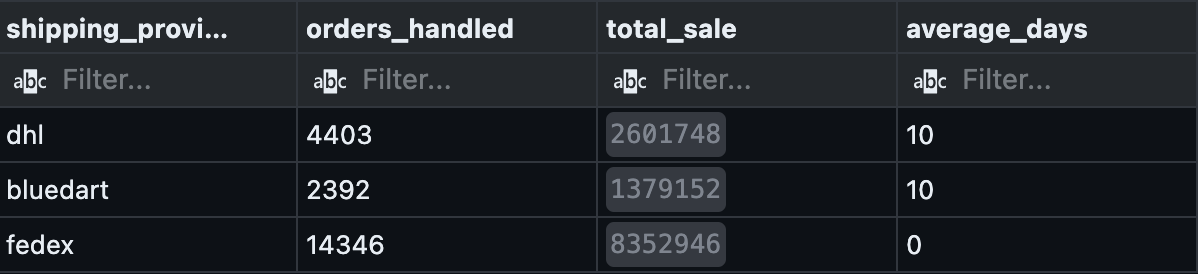 shipping_provi... orders_handled total_sale average_days
abc Filter... abc Filter... abc Filter... abc Filter...
dhl 4403 2601748 10
bluedart 2392 1379152 10
fedex 14346 8352946 0